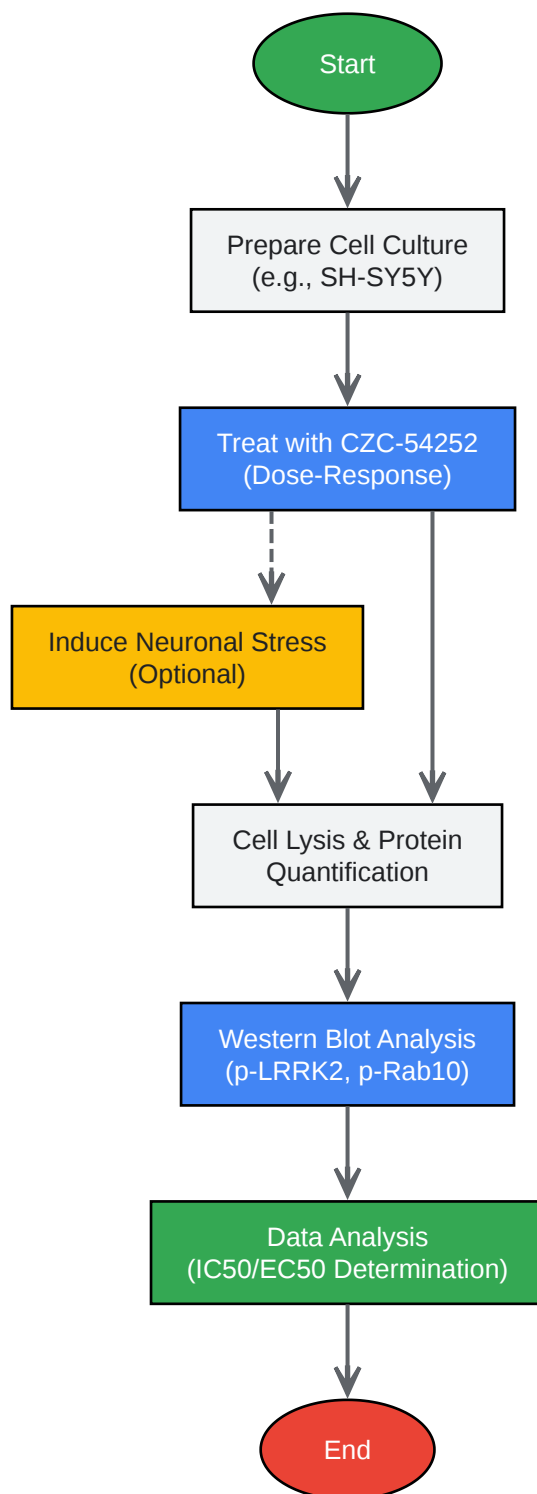 Start
Prepare Cell Culture
(e.g., SH-SY5Y)
Treat with CZC-54252
(Dose-Response)
Induce Neuronal Stress
(Optional)
Cell Lysis & Protein
Quantification
Western Blot Analysis
(p-LRRK2, p-Rab10)
Data Analysis
(IC50/EC50 Determination)
End